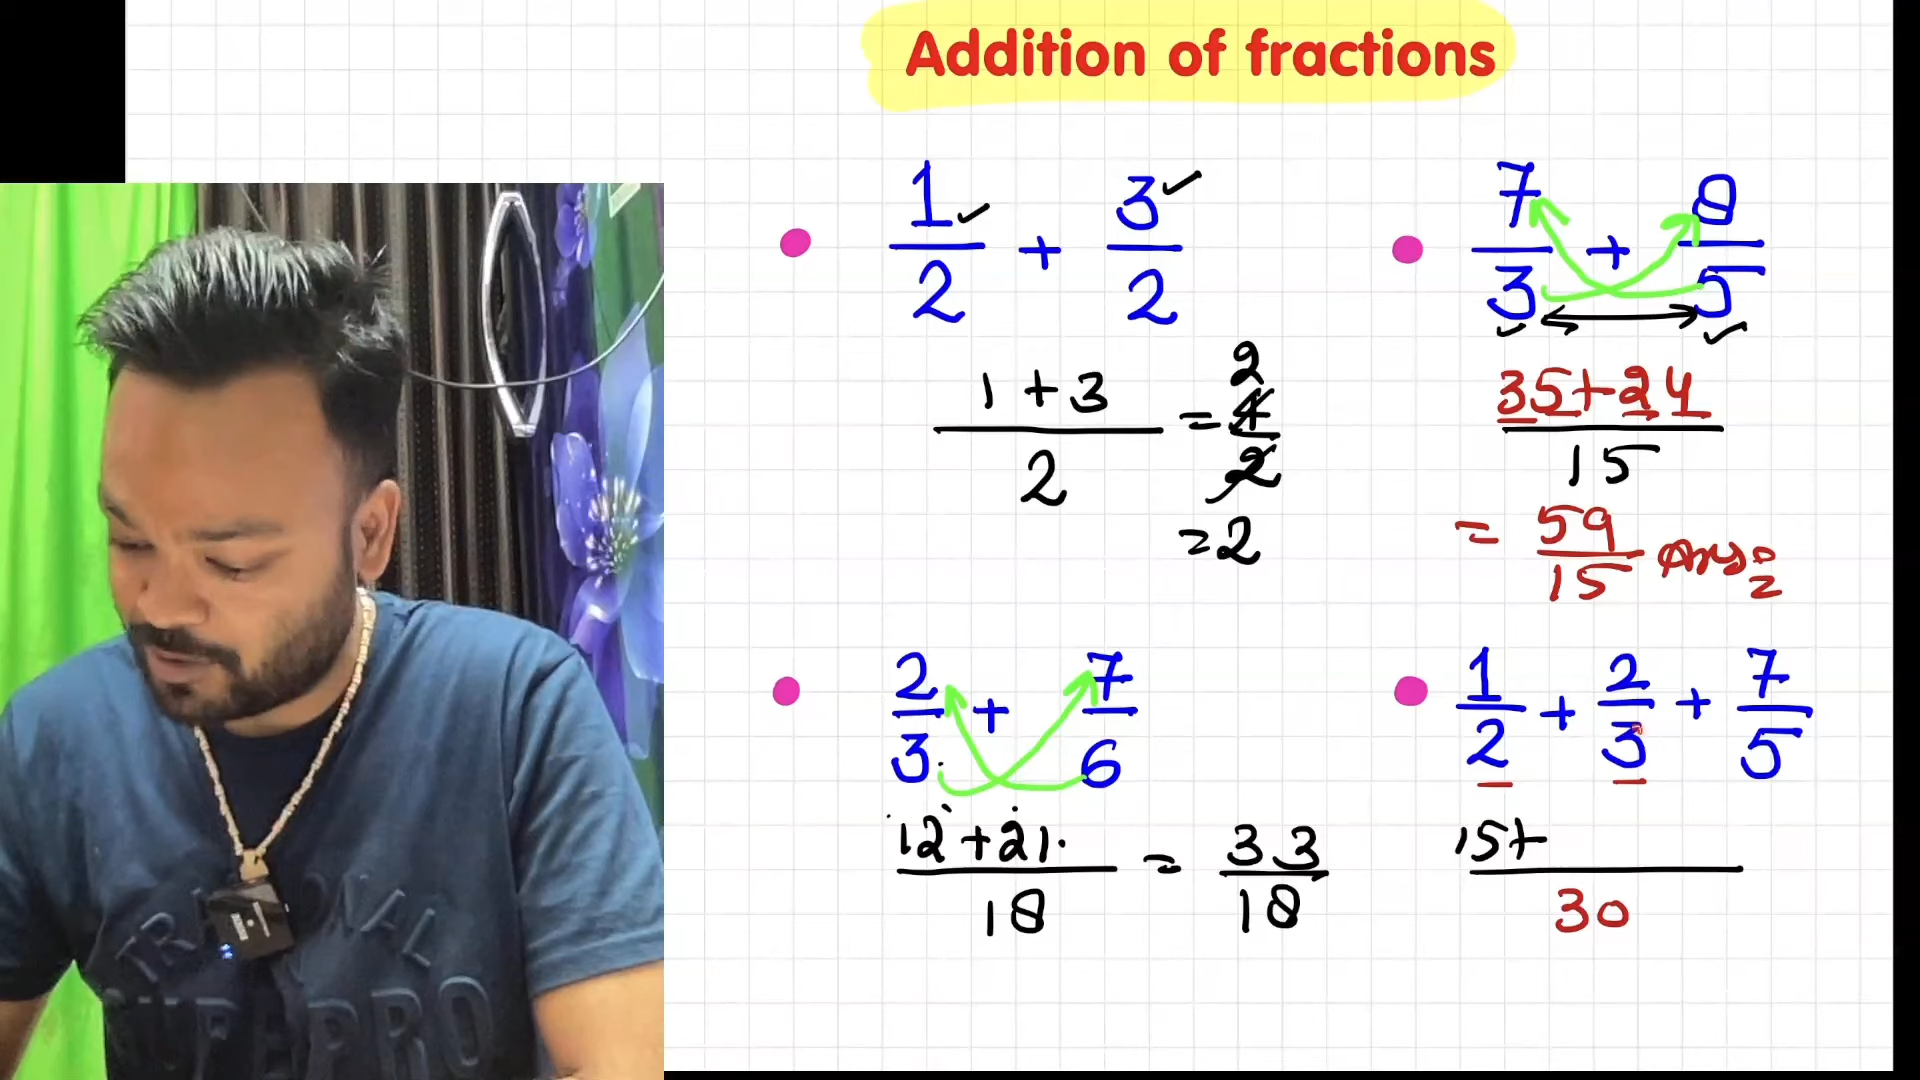 Addition of fractions
1/2 + 3/2
1 + 3 / 2 = 4/2 2
= 2
7/3 + 8/5
35 + 24 / 15
= 59/15 Ans
2/3 + 7/6
12 + 21 / 18 = 33/18
1/2 + 2/3 + 7/5
15 + / 30